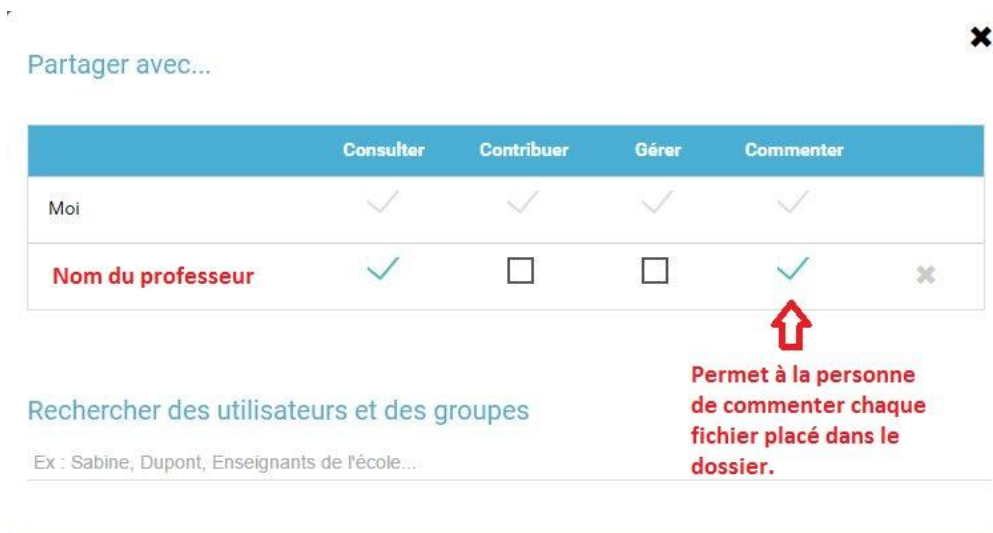 Partager avec...
Consulter Contribuer Gérer Commenter
Moi
Nom du professeur
Permet à la personne
de commenter chaque
fichier placé dans le
dossier.
Rechercher des utilisateurs et des groupes
Ex : Sabine, Dupont, Enseignants de l'école...